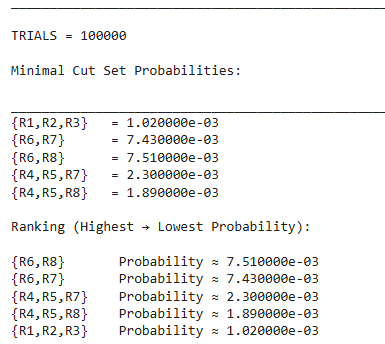 TRIALS = 100000
Minimal Cut Set Probabilities:
{R1,R2,R3} = 1.020000e-03
{R6,R7} = 7.430000e-03
{R6,R8} = 7.510000e-03
{R4,R5,R7} = 2.300000e-03
{R4,R5,R8} = 1.890000e-03
Ranking (Highest → Lowest Probability):
{R6,R8} Probability ≈ 7.510000e-03
{R6,R7} Probability ≈ 7.430000e-03
{R4,R5,R7} Probability ≈ 2.300000e-03
{R4,R5,R8} Probability ≈ 1.890000e-03
{R1,R2,R3} Probability ≈ 1.020000e-03